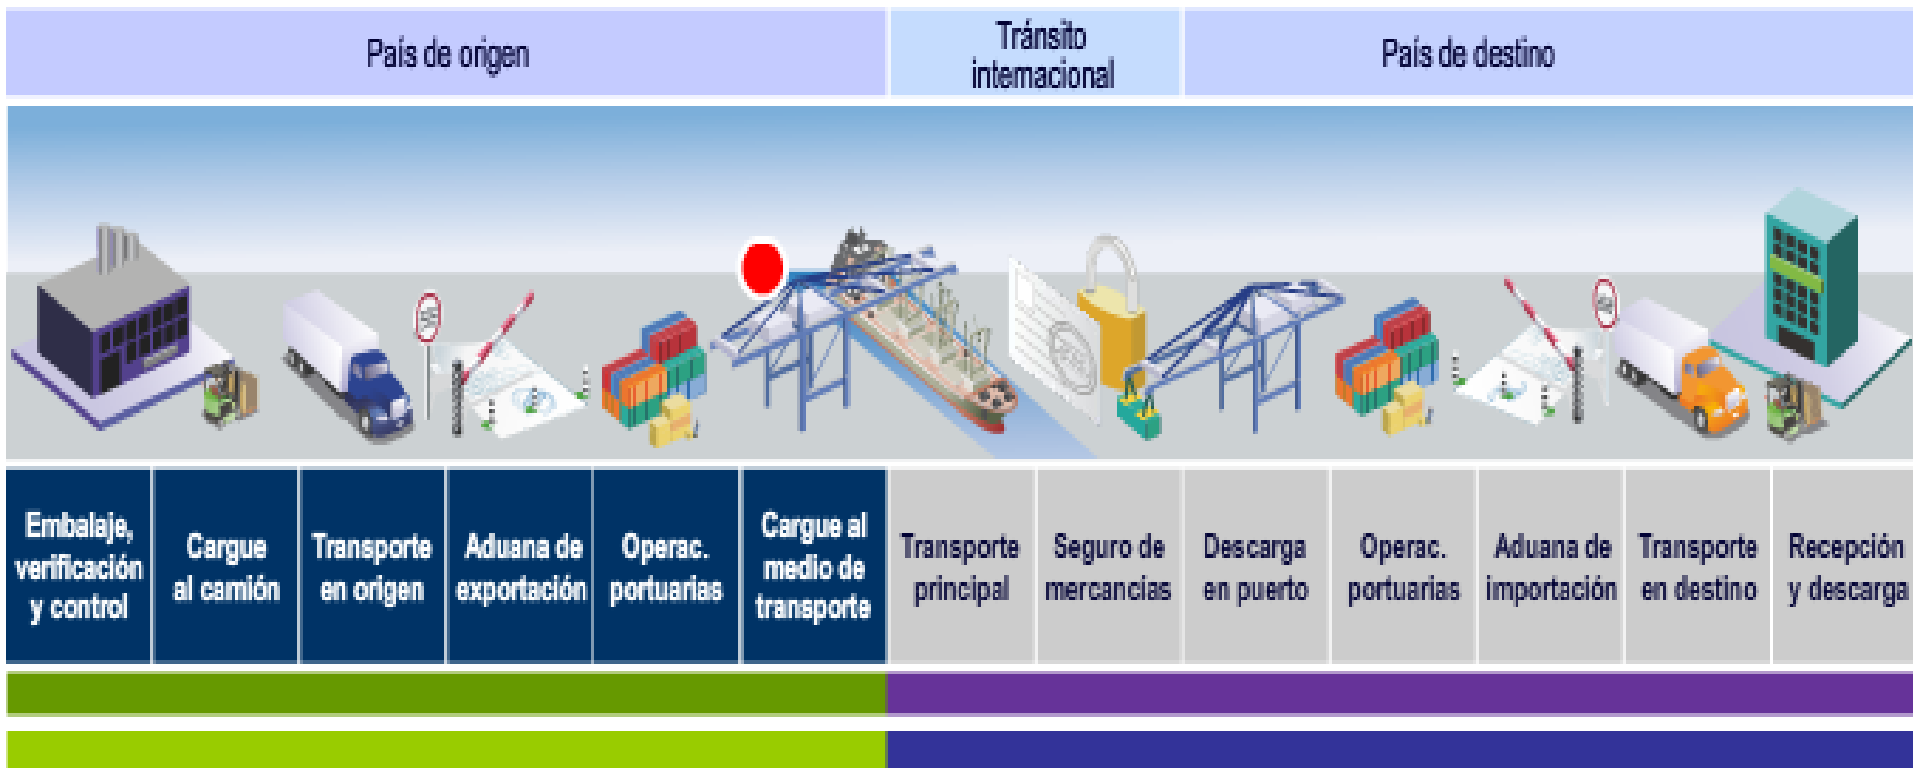 País de origen
Tránsito
internacional
País de destino
Embalaje,
verificación
y control
Cargue
al camión
Transporte
en origen
Aduana de
exportación
Operac.
portuarias
Cargue al
medio de
transporte
Transporte
principal
Seguro de
mercancias
Descarga
en puerto
Operac.
portuarias
Aduana de
importación
Transporte
en destino
Recepción
y descarga